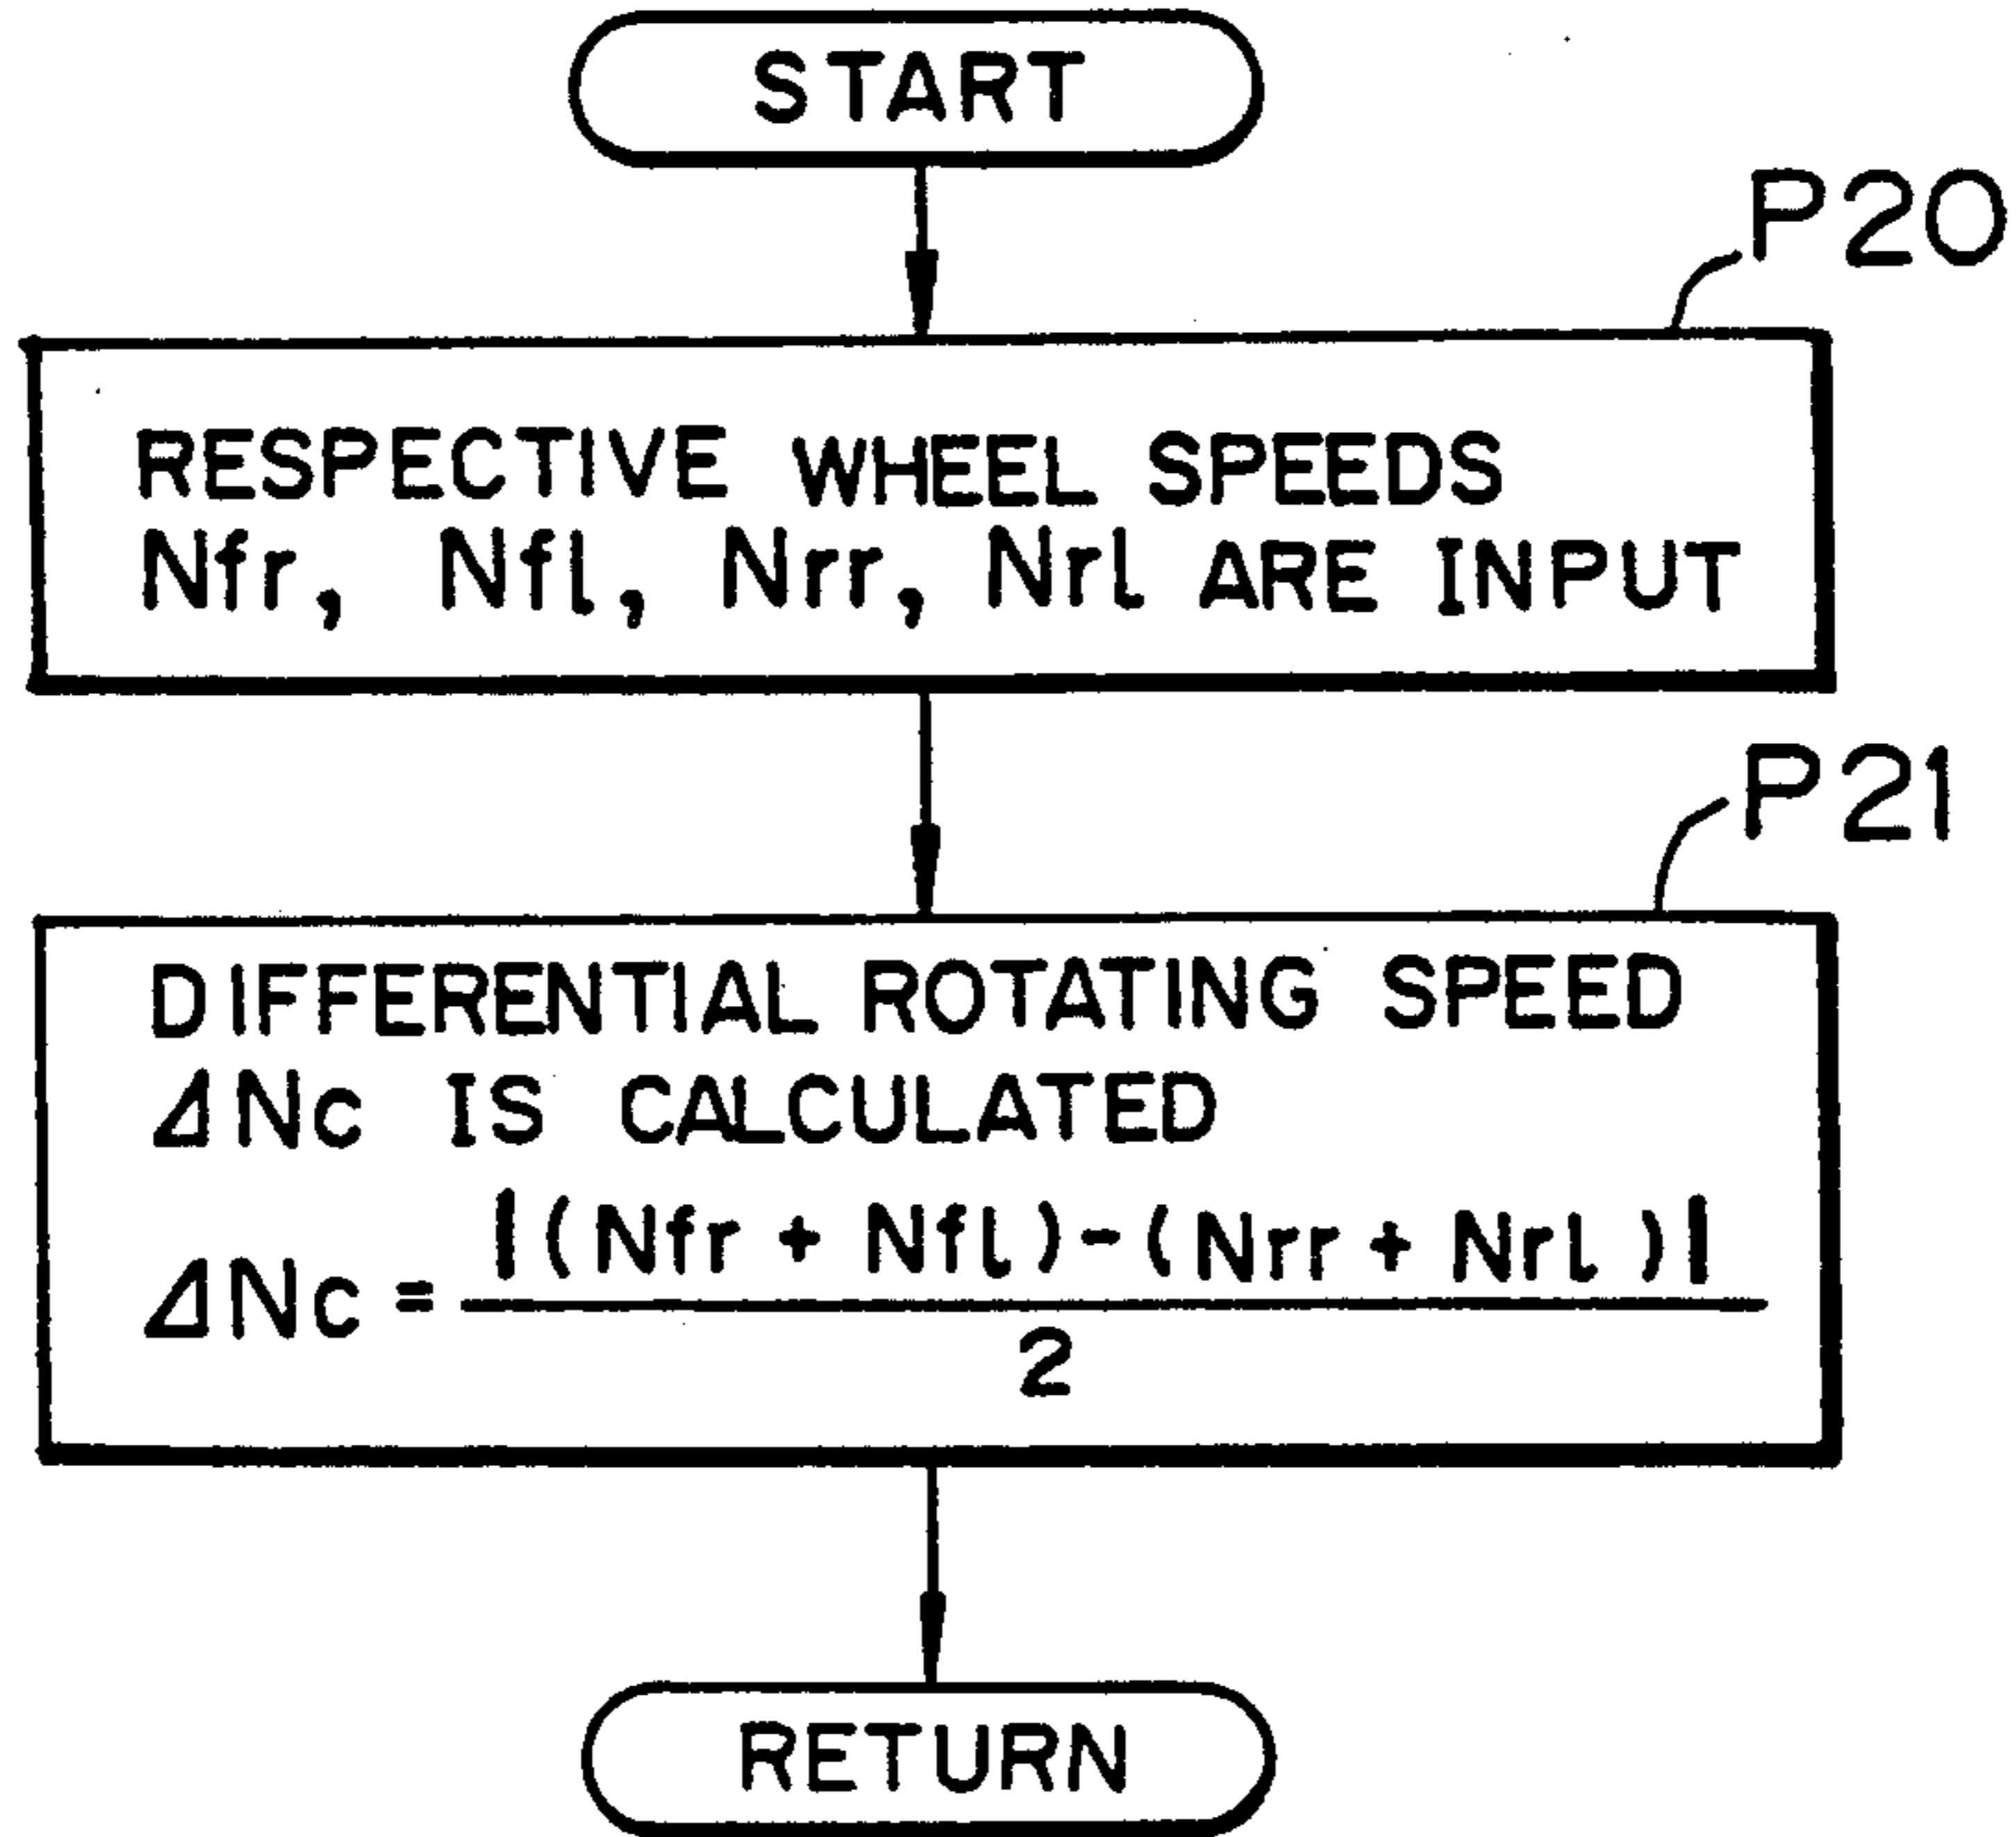 START
P20
RESPECTIVE WHEEL SPEEDS
Nfr, Nfl, Nrr, Nrl ARE INPUT
P21
DIFFERENTIAL ROTATING SPEED
ΔNc IS CALCULATED
ΔNc = |(Nfr + Nfl) - (Nrr + Nrl)|
2
RETURN